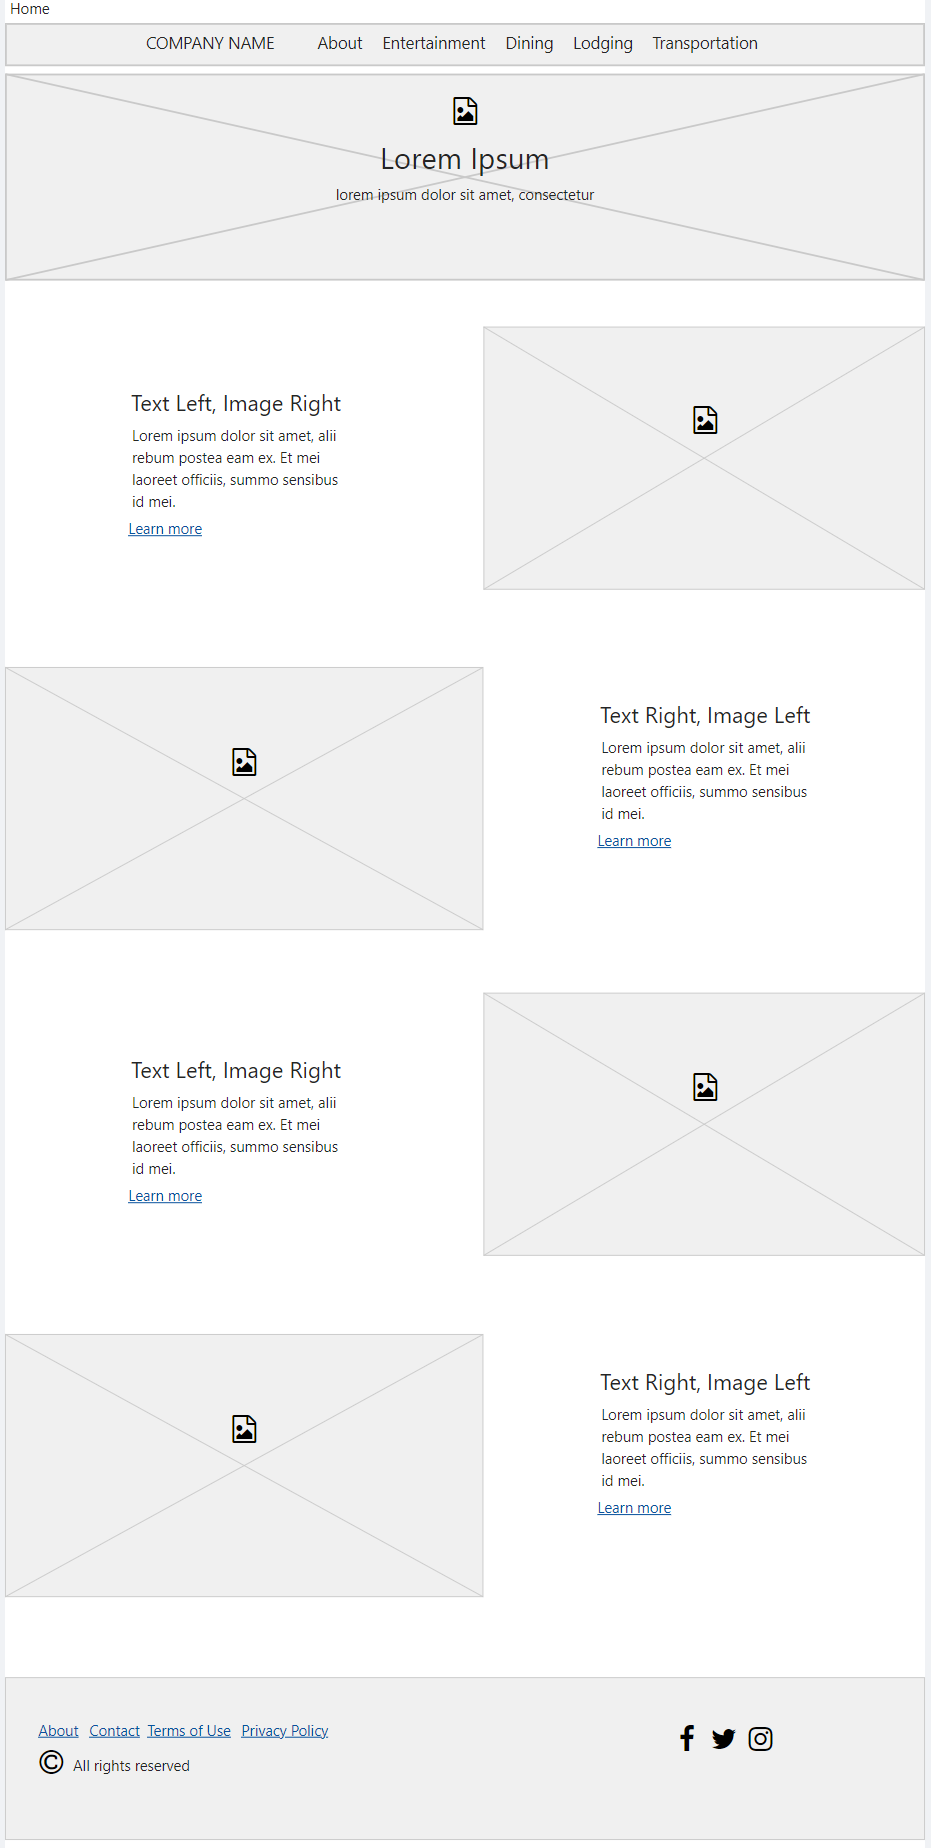 Home
COMPANY NAME About Entertainment Dining Lodging Transportation
Lorem Ipsum
lorem ipsum dolor sit amet, consectetur
Text Left, Image Right
Lorem ipsum dolor sit amet, alii
rebum postea eam ex. Et mei
laoreet officiis, summo sensibus
id mei.
Learn more
Text Right, Image Left
Lorem ipsum dolor sit amet, alii
rebum postea eam ex. Et mei
laoreet officiis, summo sensibus
id mei.
Learn more
Text Left, Image Right
Lorem ipsum dolor sit amet, alii
rebum postea eam ex. Et mei
laoreet officiis, summo sensibus
id mei.
Learn more
Text Right, Image Left
Lorem ipsum dolor sit amet, alii
rebum postea eam ex. Et mei
laoreet officiis, summo sensibus
id mei.
Learn more
About Contact Terms of Use Privacy Policy
© All rights reserved